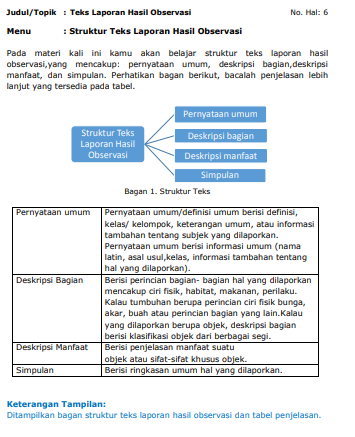 Judul/Topik : Teks Laporan Hasil Observasi No. Hal: 6
Menu : Struktur Teks Laporan Hasil Observasi
Pada materi kali ini kamu akan belajar struktur teks laporan hasil
observasi,yang mencakup: pernyataan umum, deskripsi bagian,deskripsi
manfaat, dan simpulan. Perhatikan bagan berikut, bacalah penjelasan lebih
lanjut yang tersedia pada tabel.
Struktur Teks
Laporan Hasil
Observasi
Pernyataan umum
Deskripsi bagian
Deskripsi manfaat
Simpulan
Bagan 1. Struktur Teks
Pernyataan umum
Pernyataan umum/definisi umum berisi definisi,
kelas/ kelompok, keterangan umum, atau informasi
tambahan tentang subjek yang dilaporkan.
Pernyataan umum berisi informasi umum (nama
latin, asal usul,kelas, informasi tambahan tentang
hal yang dilaporkan).
Deskripsi Bagian
Berisi perincian bagian- bagian hal yang dilaporkan
mencakup ciri fisik, habitat, makanan, perilaku.
Kalau tumbuhan berupa perincian ciri fisik bunga,
akar, buah atau perincian bagian yang lain.Kalau
yang dilaporkan berupa objek, deskripsi bagian
berisi klasifikasi objek dari berbagai segi.
Deskripsi Manfaat
Berisi penjelasan manfaat suatu
objek atau sifat-sifat khusus objek.
Simpulan
Berisi ringkasan umum hal yang dilaporkan.
Keterangan Tampilan:
Ditampilkan bagan struktur teks laporan hasil observasi dan tabel penjelasan.